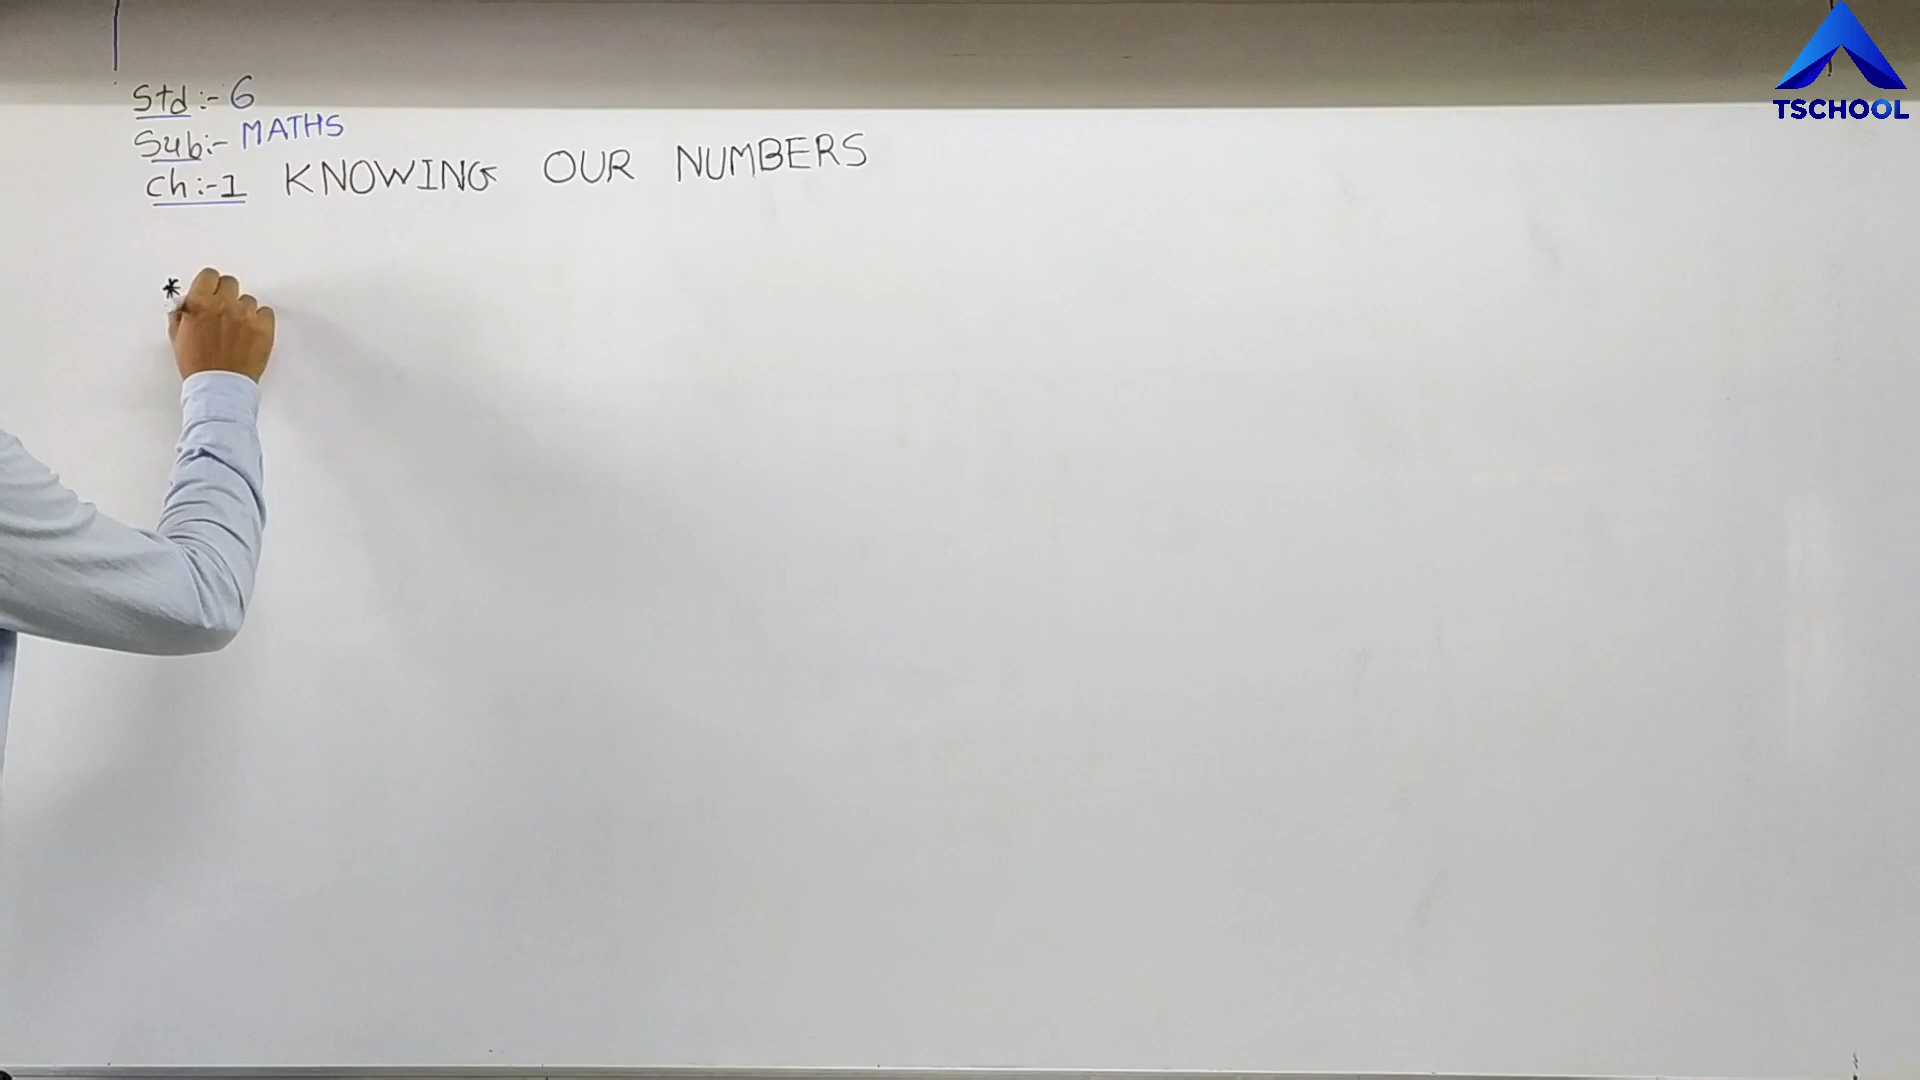 Std:- 6
Sub:- MATHS
Ch:-1 KNOWING OUR NUMBERS
*
TSCHOOL